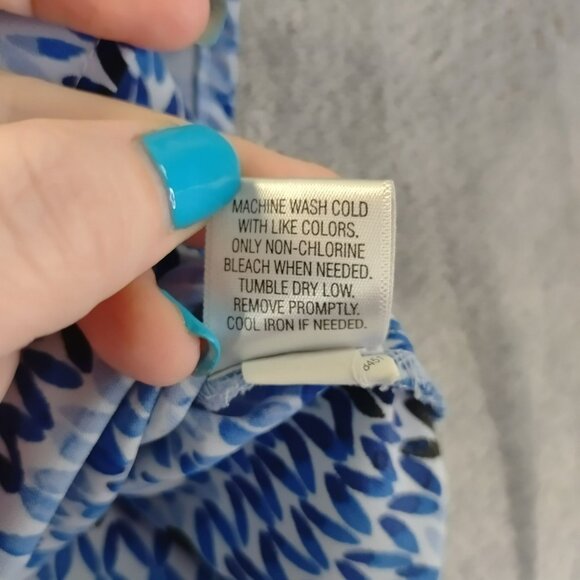 MACHINE WASH COLD
WITH LIKE COLORS.
ONLY NON-CHLORINE
BLEACH WHEN NEEDED.
TUMBLE DRY LOW.
REMOVE PROMPTLY.
COOL IRON IF NEEDED.